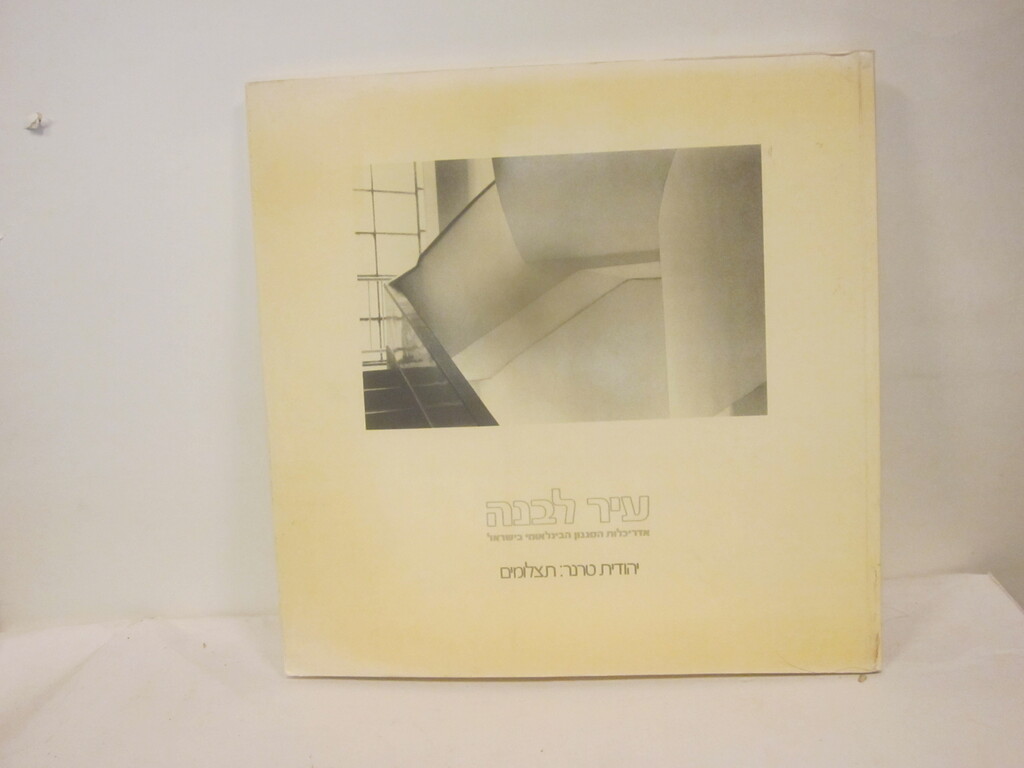 עיר לבנה
אדריכלות הסגנון הבינלאומי בישראל
יהודית טרנר: תצלומים